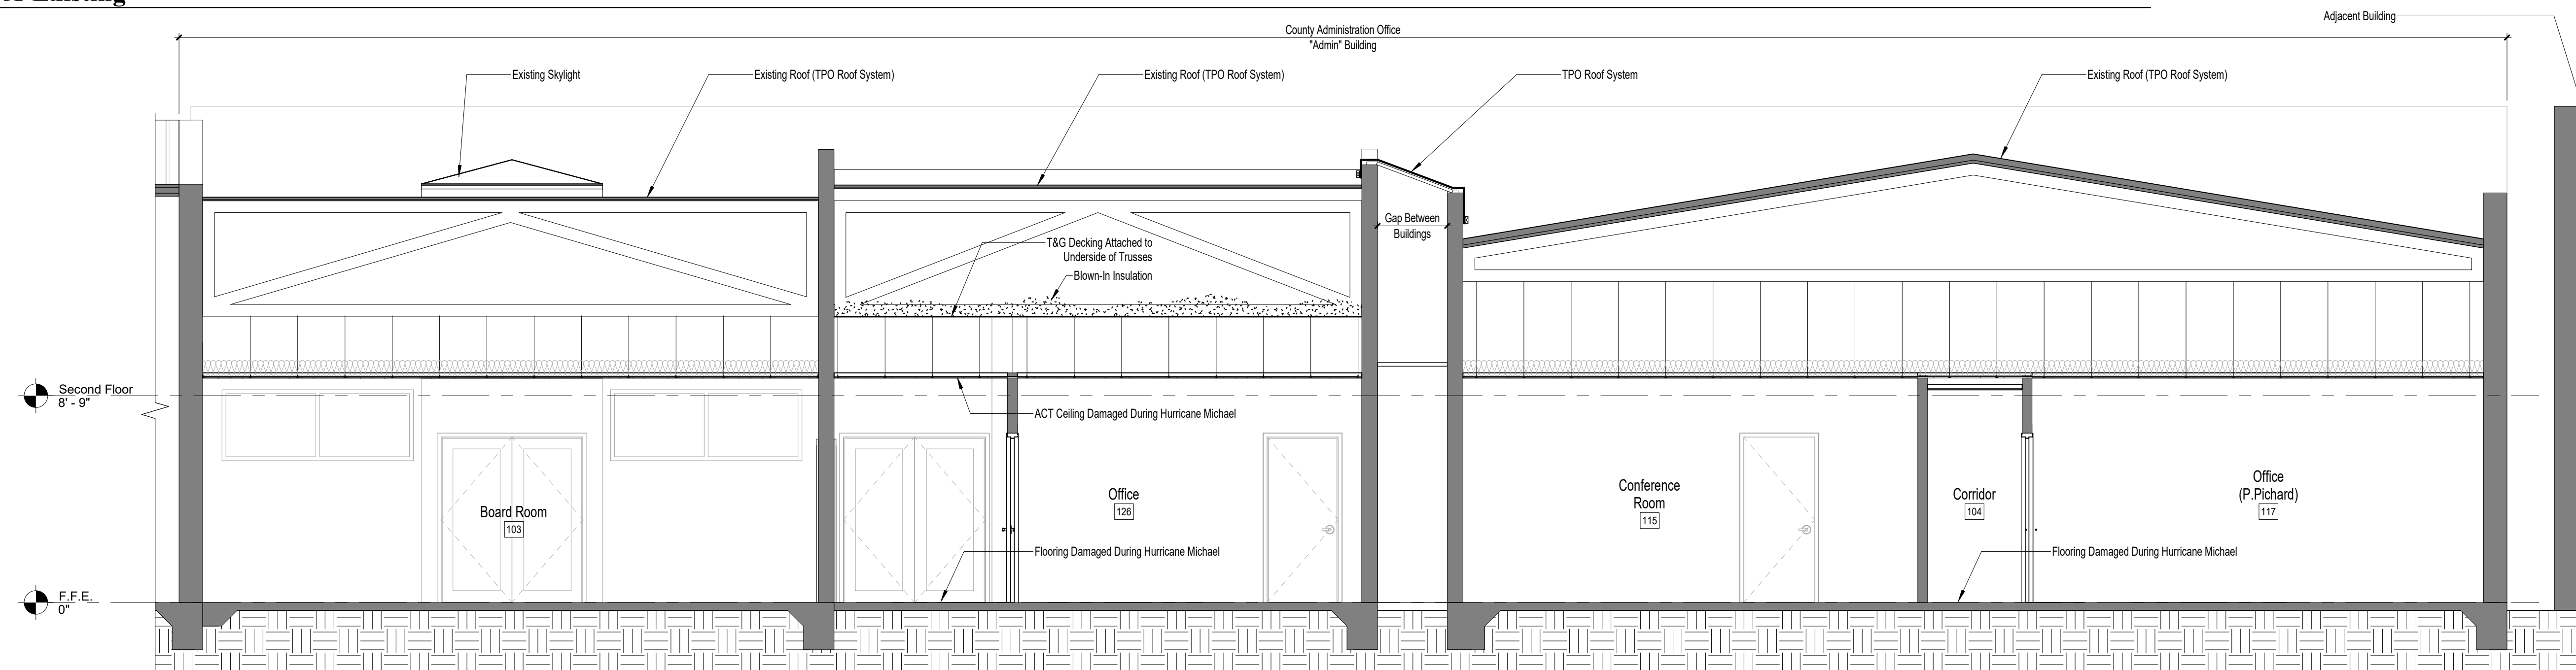 County Administration Office
"Admin" Building
Adjacent Building
Existing Skylight
Existing Roof (TPO Roof System)
Existing Roof (TPO Roof System)
TPO Roof System
Existing Roof (TPO Roof System)
Gap Between
Buildings
T&G Decking Attached to
Underside of Trusses
Blown-In Insulation
Second Floor
8' - 9"
ACT Ceiling Damaged During Hurricane Michael
Board Room
103
Office
126
Conference
Room
115
Corridor
104
Office
(P.Pichard)
117
Flooring Damaged During Hurricane Michael
Flooring Damaged During Hurricane Michael
F.F.E.
0"